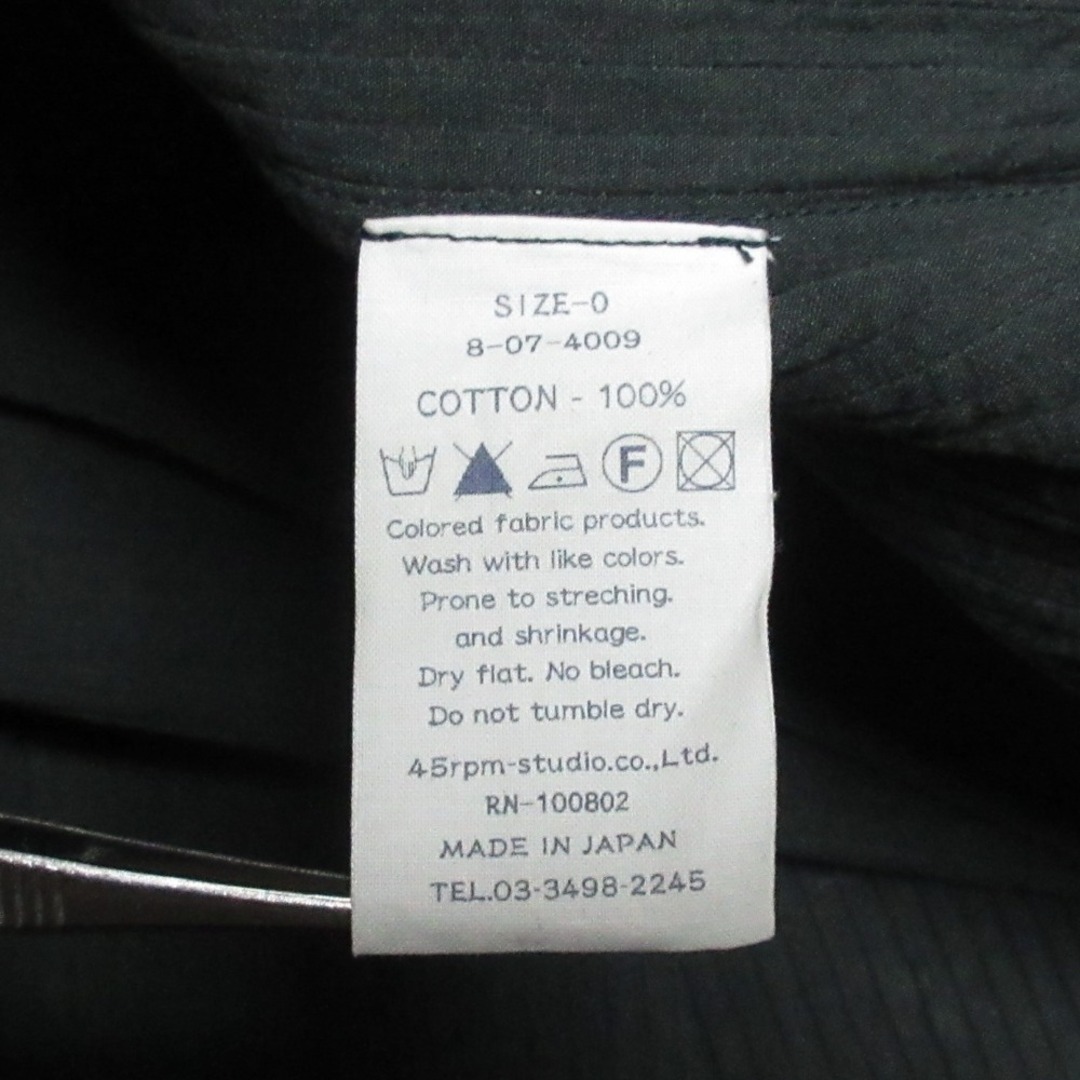 SIZE-0
8-07-4009
COTTON - 100%
F
Colored fabric products.
Wash with like colors.
Prone to streching.
and shrinkage.
Dry flat. No bleach.
Do not tumble dry.
45rpm-studio.co.,Ltd.
RN-100802
MADE IN JAPAN
TEL.03-3498-2245